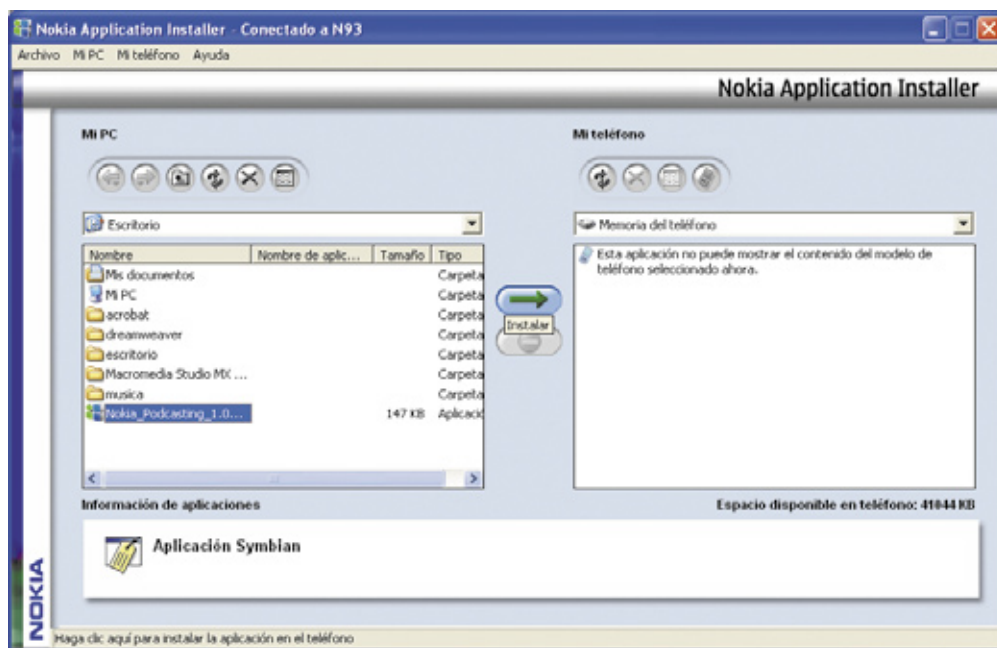 Nokia Application Installer - Conectado a N93
Archivo Mi PC Mi teléfono Ayuda
Nokia Application Installer
Mi PC
Mi teléfono
Escritorio
Memoria del teléfono
Nombre Nombre de aplic... Tamaño Tipo
Mis documentos Carpeta
Mi PC Carpeta
acrobat Carpeta
dreamweaver Carpeta
escritorio Carpeta
Macromedia Studio MX ... Carpeta
musica Carpeta
Nokia_Podcasting_1.0... 147 KB Aplicació
Instalar
Esta aplicación no puede mostrar el contenido del modelo de
teléfono seleccionado ahora.
Información de aplicaciones
Espacio disponible en teléfono: 41044 KB
Aplicación Symbian
NOKIA
Haga clic aquí para instalar la aplicación en el teléfono